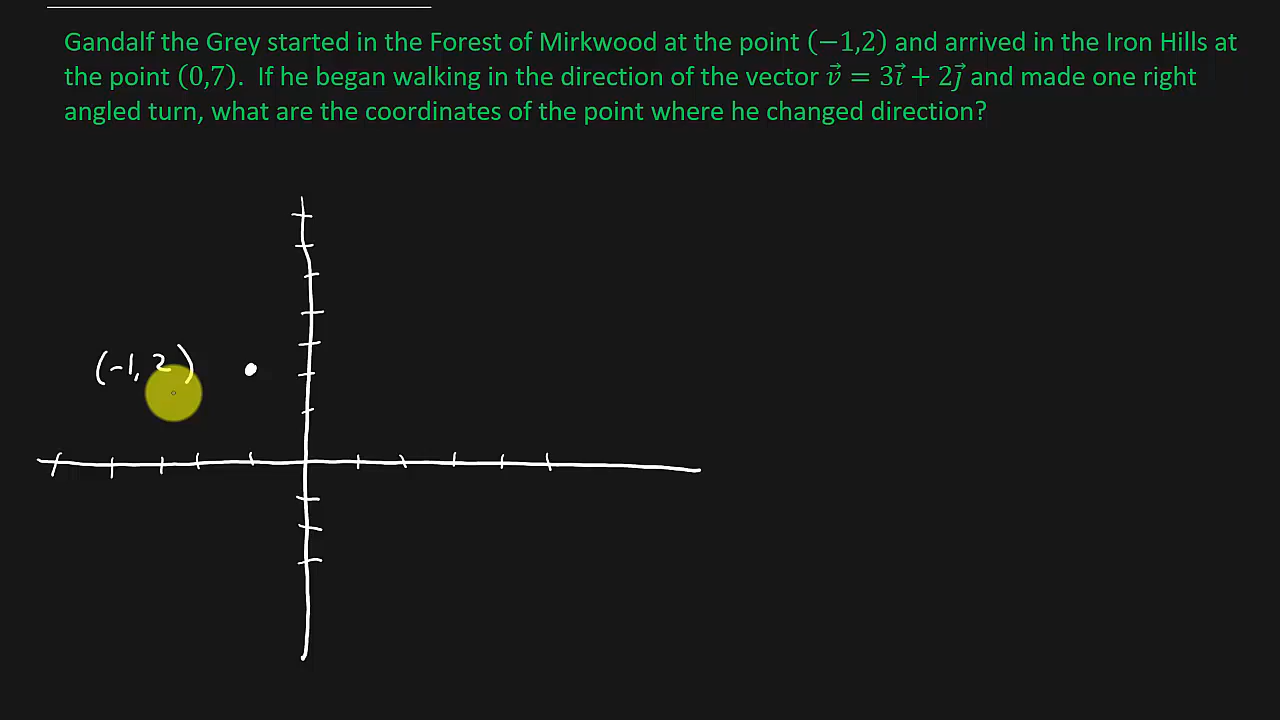 Gandalf the Grey started in the Forest of Mirkwood at the point (−1,2) and arrived in the Iron Hills at
the point (0,7). If he began walking in the direction of the vector v⃗ = 3i⃗ + 2j⃗ and made one right
angled turn, what are the coordinates of the point where he changed direction?
(-1, 2)